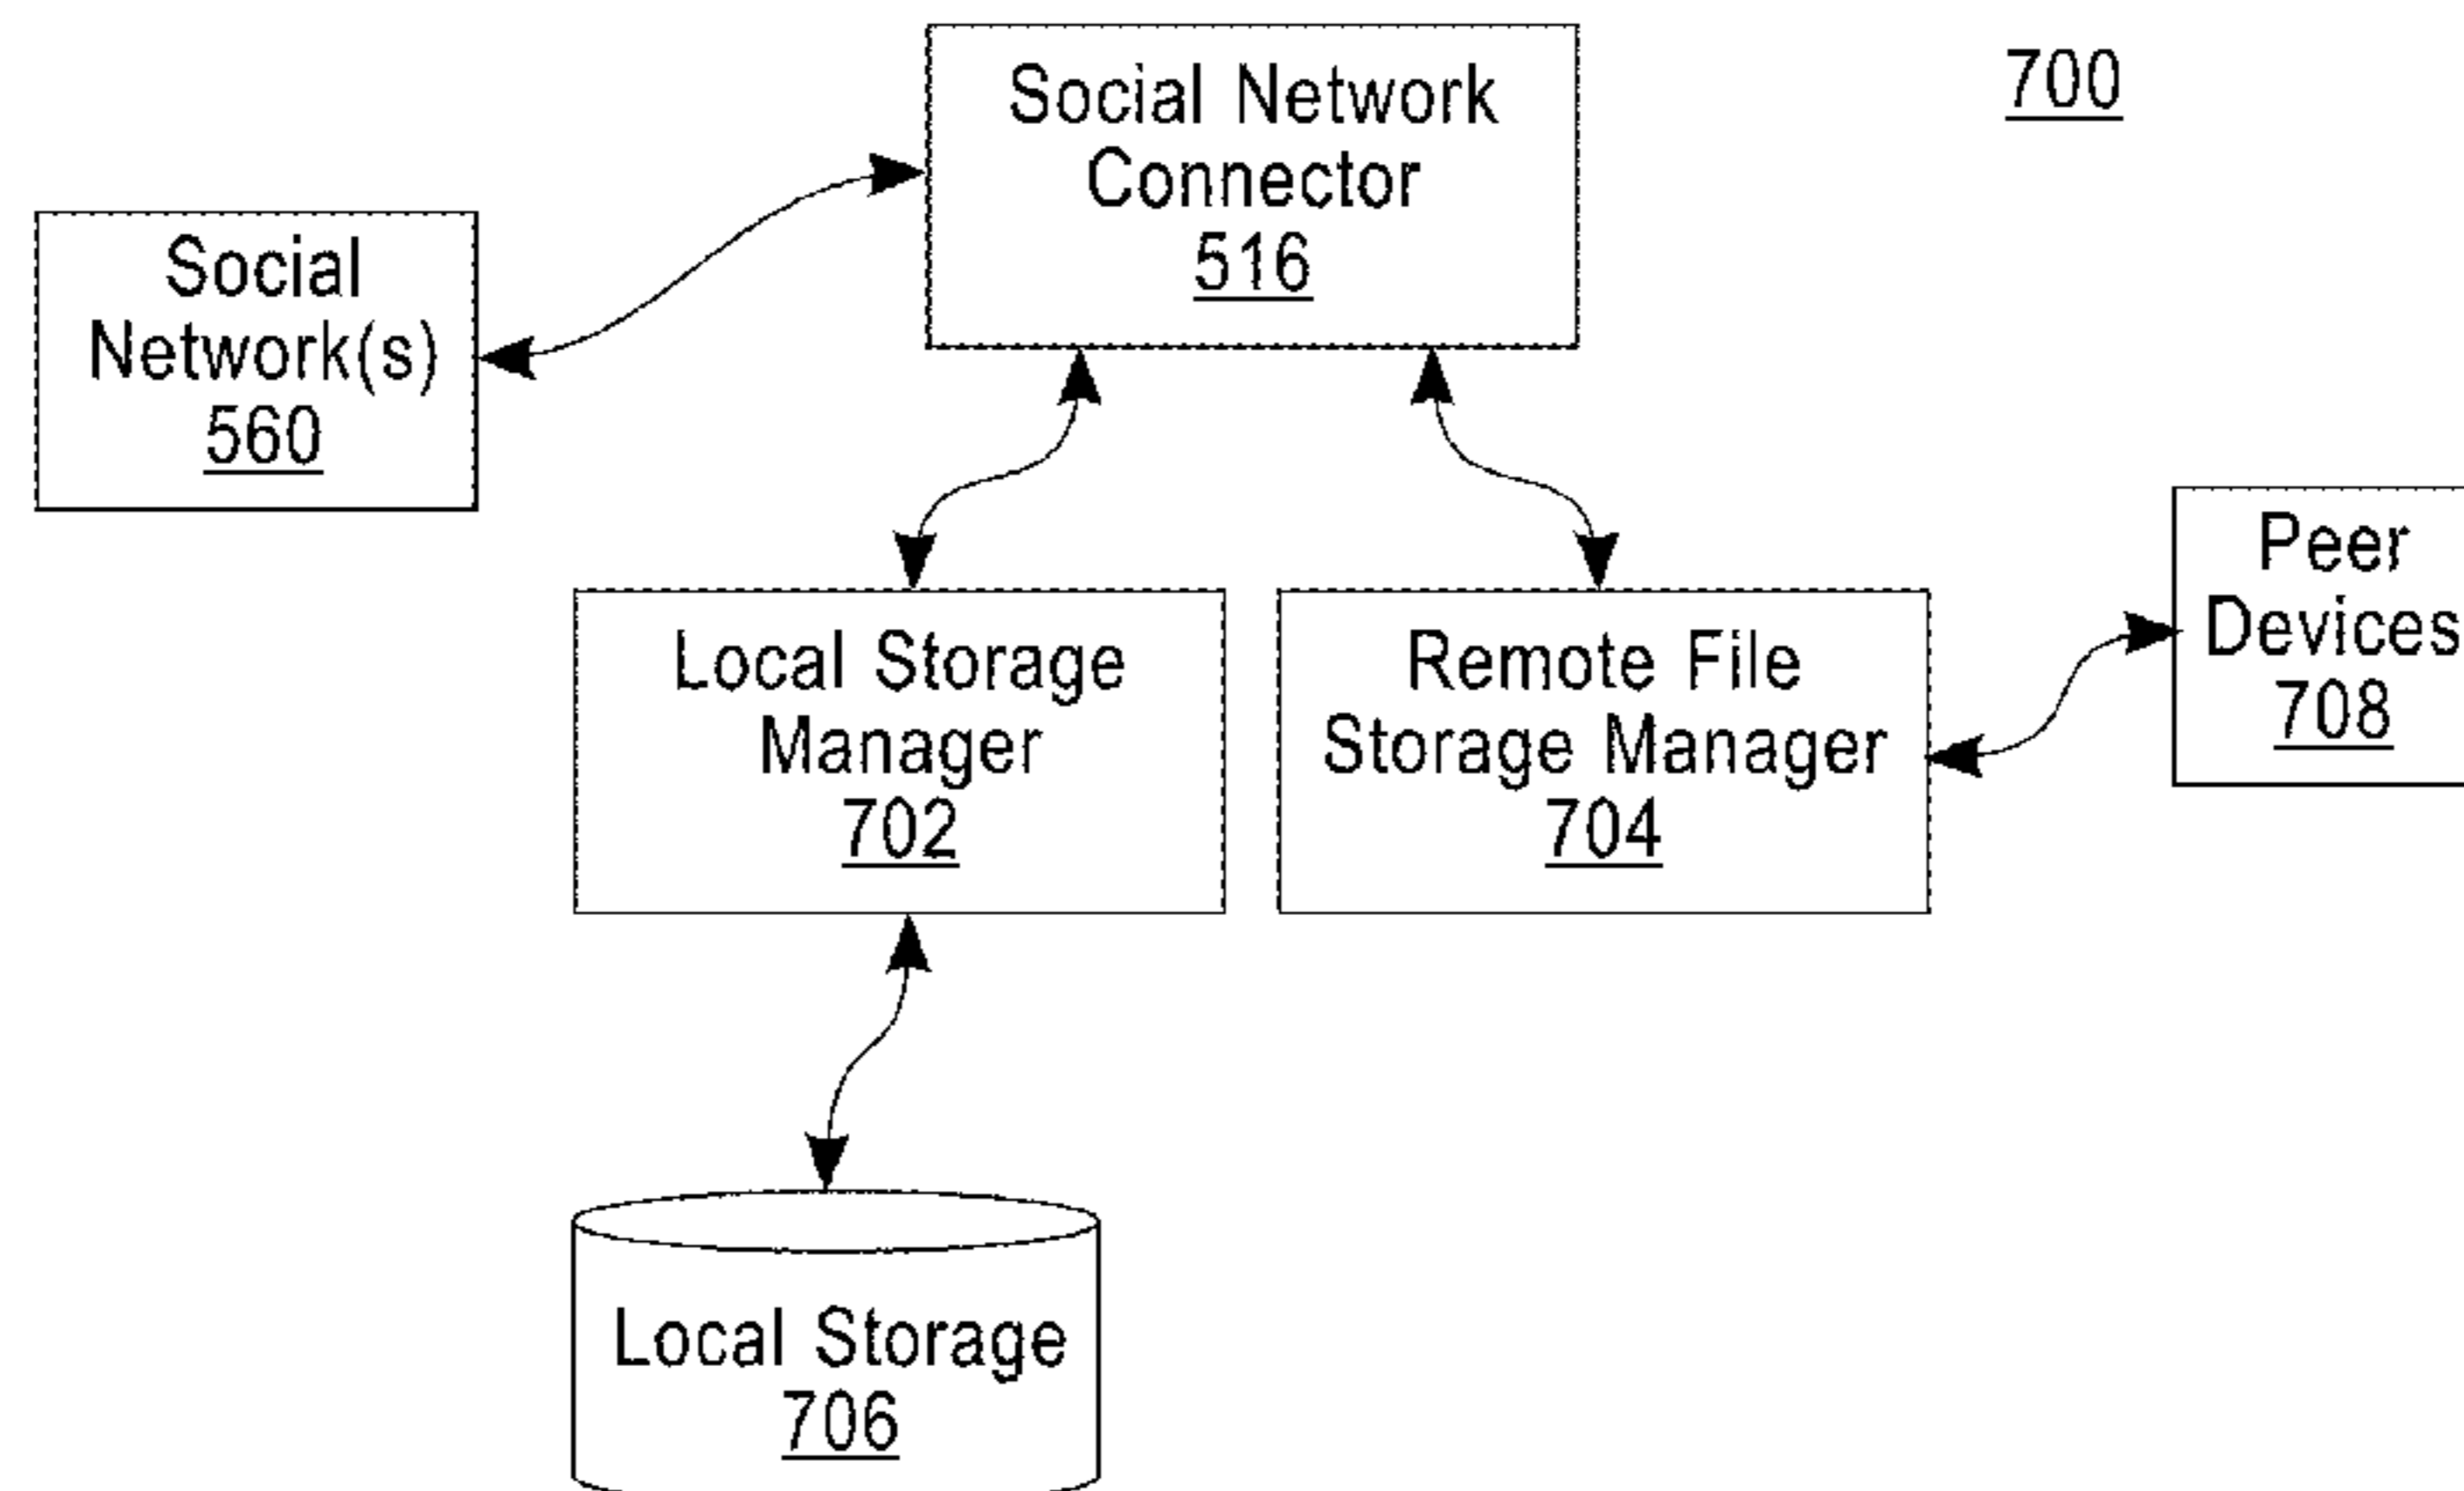 700
Social Network
Connector
516
Social
Network(s)
560
Local Storage
Manager
702
Remote File
Storage Manager
704
Peer
Devices
708
Local Storage
706